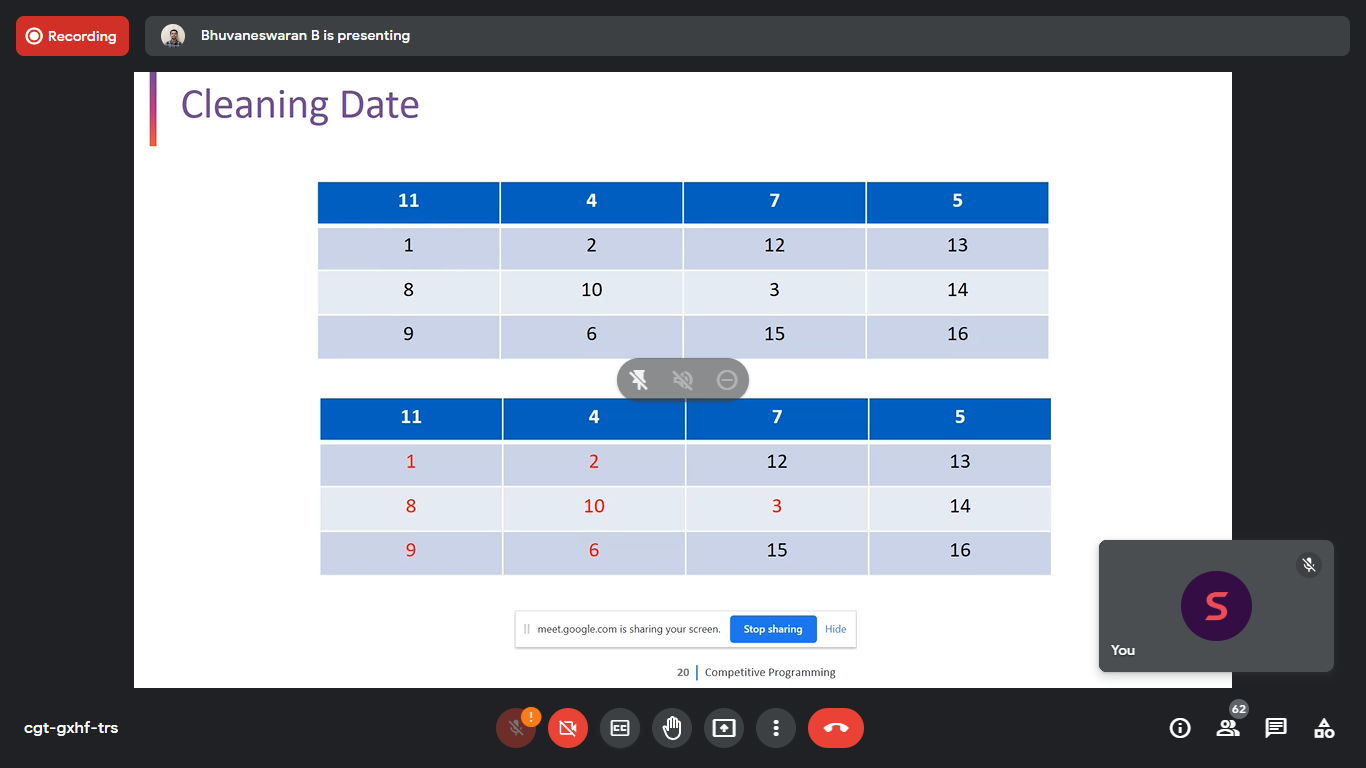 Recording
Bhuvaneswaran B is presenting
Cleaning Date
11 4 7 5
1 2 12 13
8 10 3 14
9 6 15 16
11 4 7 5
1 2 12 13
8 10 3 14
9 6 15 16
meet.google.com is sharing your screen. Stop sharing Hide
20 Competitive Programming
S
You
cgt-gxhf-trs
!
62